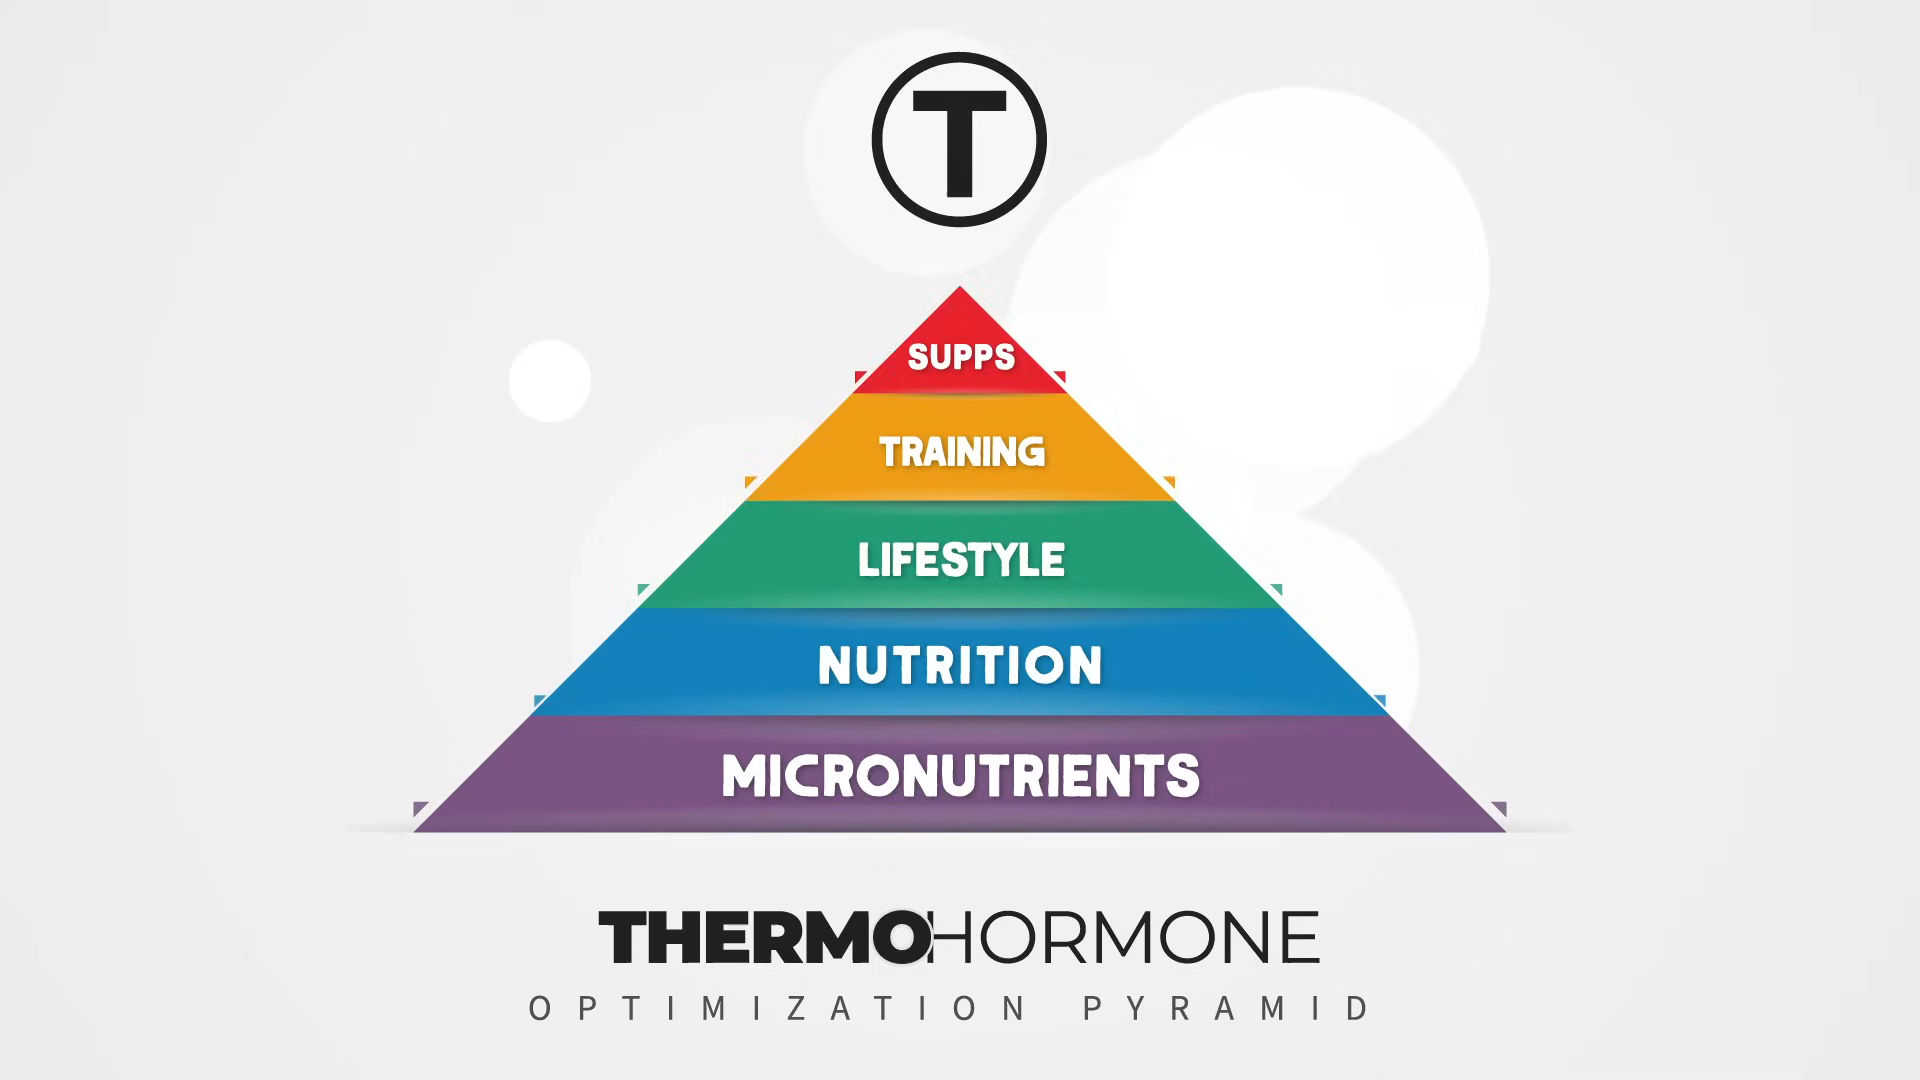 T
SUPPS
TRAINING
LIFESTYLE
NUTRITION
MICRONUTRIENTS
THERMOHORMONE
OPTIMIZATION PYRAMID